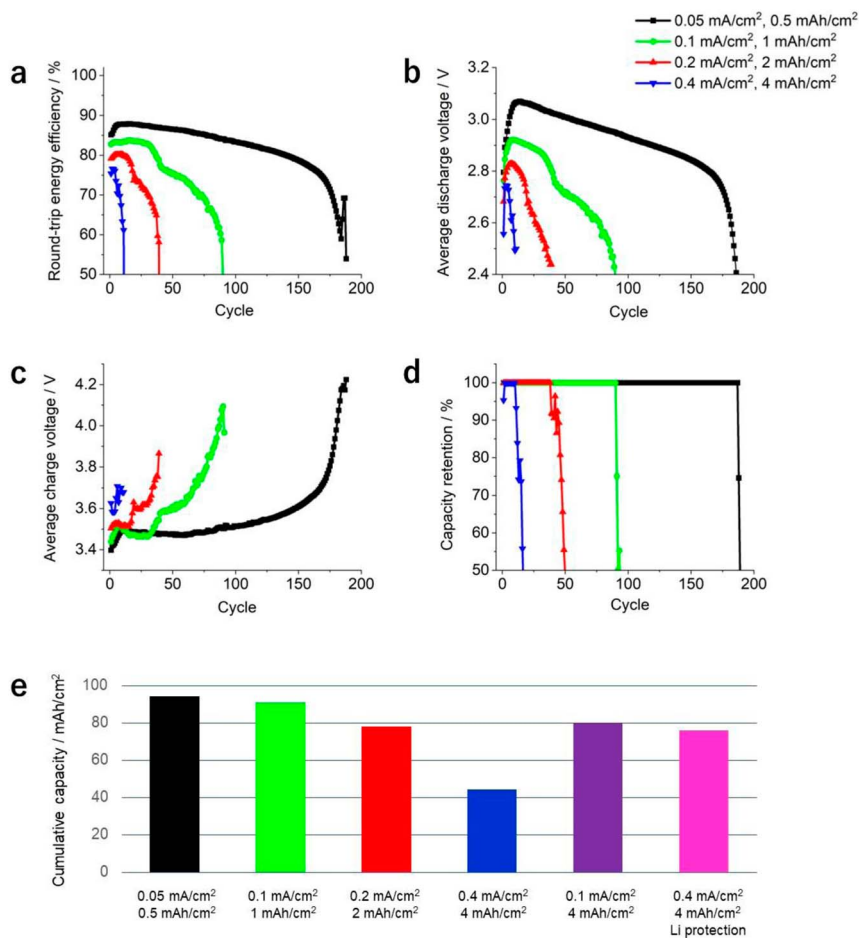 0.05 mA/cm², 0.5 mAh/cm²
0.1 mA/cm², 1 mAh/cm²
0.2 mA/cm², 2 mAh/cm²
0.4 mA/cm², 4 mAh/cm²
a
Round-trip energy efficiency / %
100
90
80
70
60
50
0 50 100 150 200
Cycle
b
Average discharge voltage / V
3.2
3.0
2.8
2.6
2.4
0 50 100 150 200
Cycle
c
Average charge voltage / V
4.2
4.0
3.8
3.6
3.4
0 50 100 150 200
Cycle
d
Capacity retention / %
100
90
80
70
60
50
0 50 100 150 200
Cycle
e
Cumulative capacity / mAh/cm²
100
80
60
40
20
0
0.05 mA/cm² 0.1 mA/cm² 0.2 mA/cm² 0.4 mA/cm² 0.1 mA/cm² 0.4 mA/cm²
0.5 mAh/cm² 1 mAh/cm² 2 mAh/cm² 4 mAh/cm² 4 mAh/cm² 4 mAh/cm²
Li protection